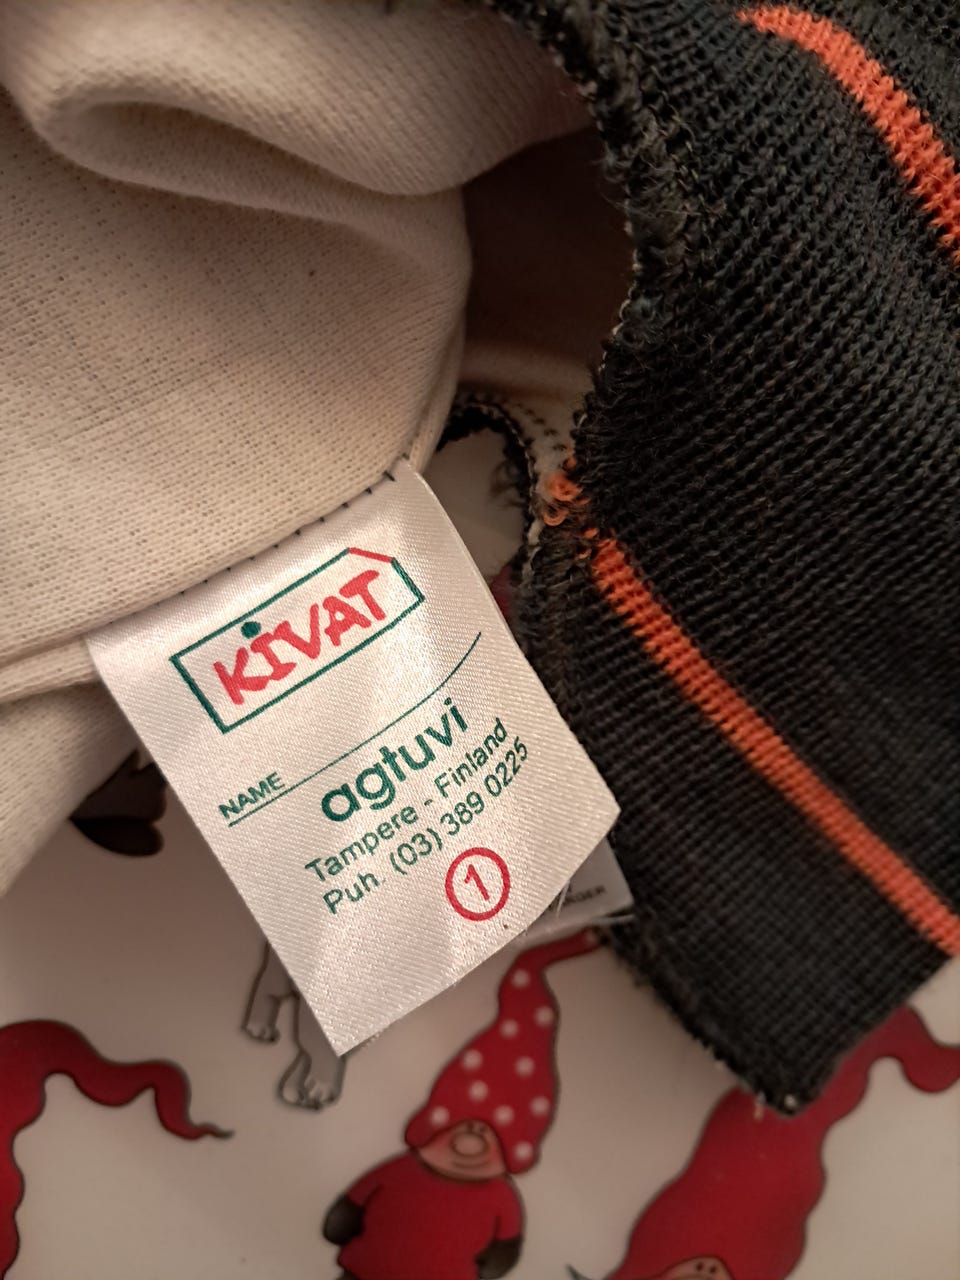 KiVAT
NAME
agtuvi
Tampere - Finland
Puh. (03) 389 0225
1